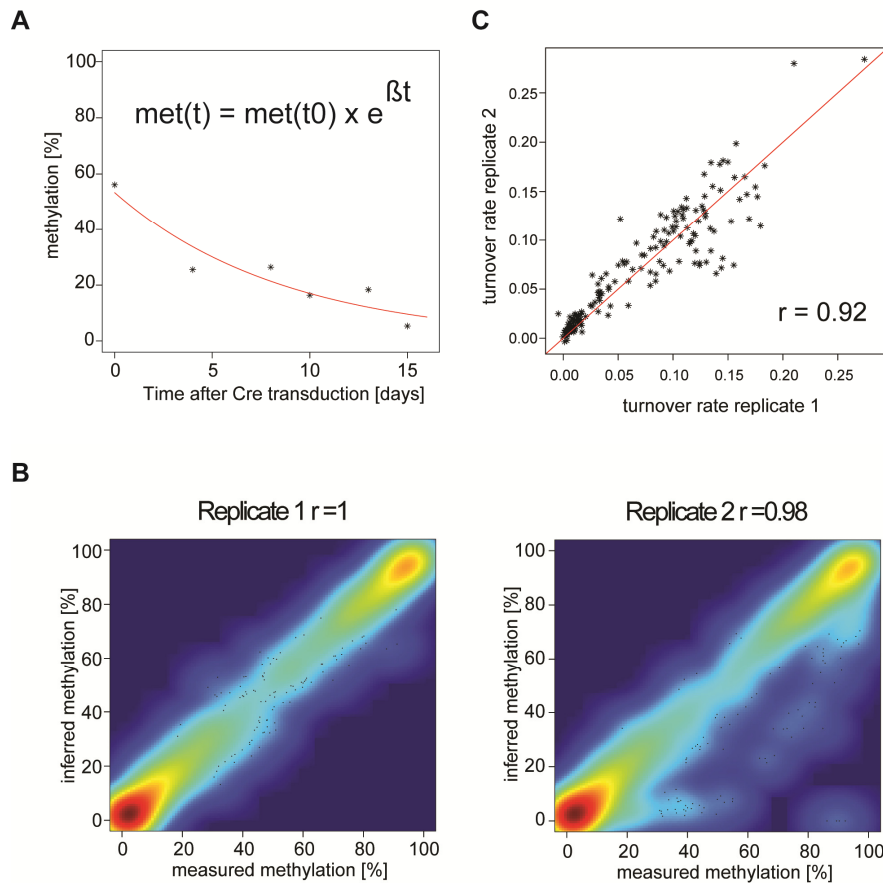 A
100
80
60
40
20
0
methylation [%]
met(t) = met(t0) x e^ßt
0 5 10 15
Time after Cre transduction [days]
C
0.25
0.20
0.15
0.10
0.05
0.00
turnover rate replicate 2
r = 0.92
0.00 0.05 0.10 0.15 0.20 0.25
turnover rate replicate 1
B
Replicate 1 r =1
100
80
60
40
20
0
inferred methylation [%]
0 20 40 60 80 100
measured methylation [%]
Replicate 2 r =0.98
100
80
60
40
20
0
inferred methylation [%]
0 20 40 60 80 100
measured methylation [%]